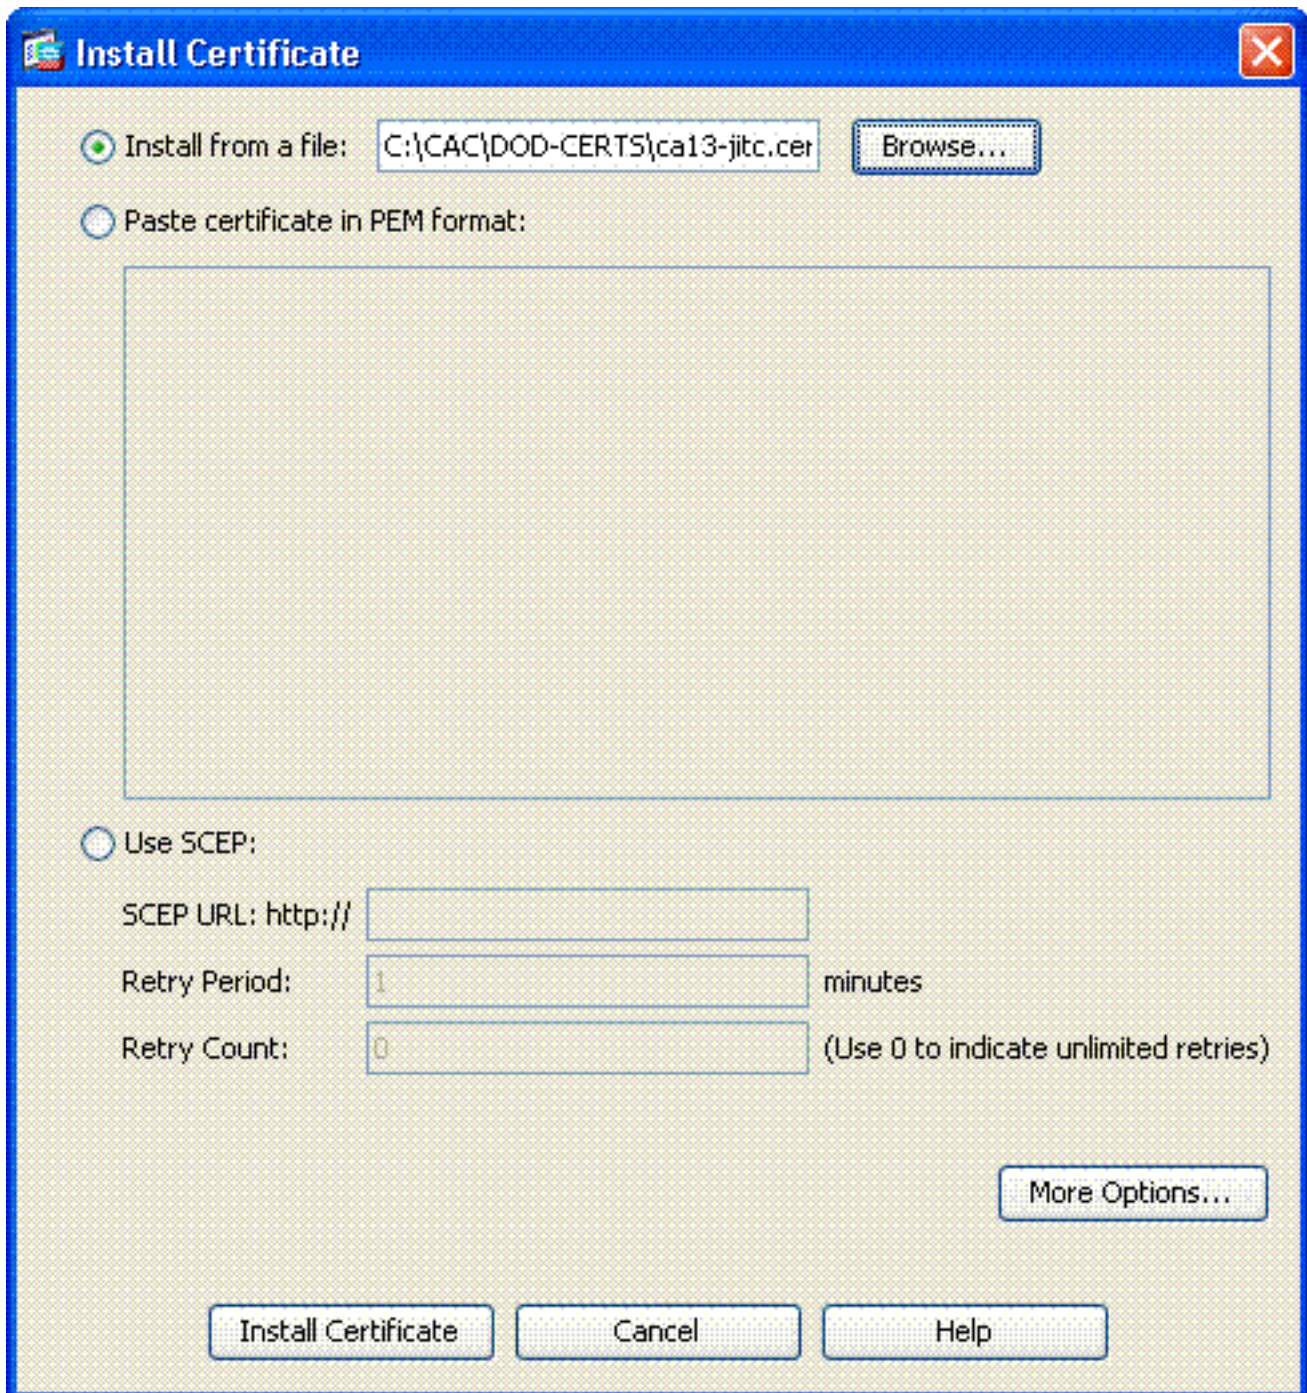 Install Certificate
Install from a file: C:\CAC\DOD-CERTS\ca13-jitc.cer Browse...
Paste certificate in PEM format:
Use SCEP:
SCEP URL: http://
Retry Period: 1 minutes
Retry Count: 0 (Use 0 to indicate unlimited retries)
More Options...
Install Certificate Cancel Help